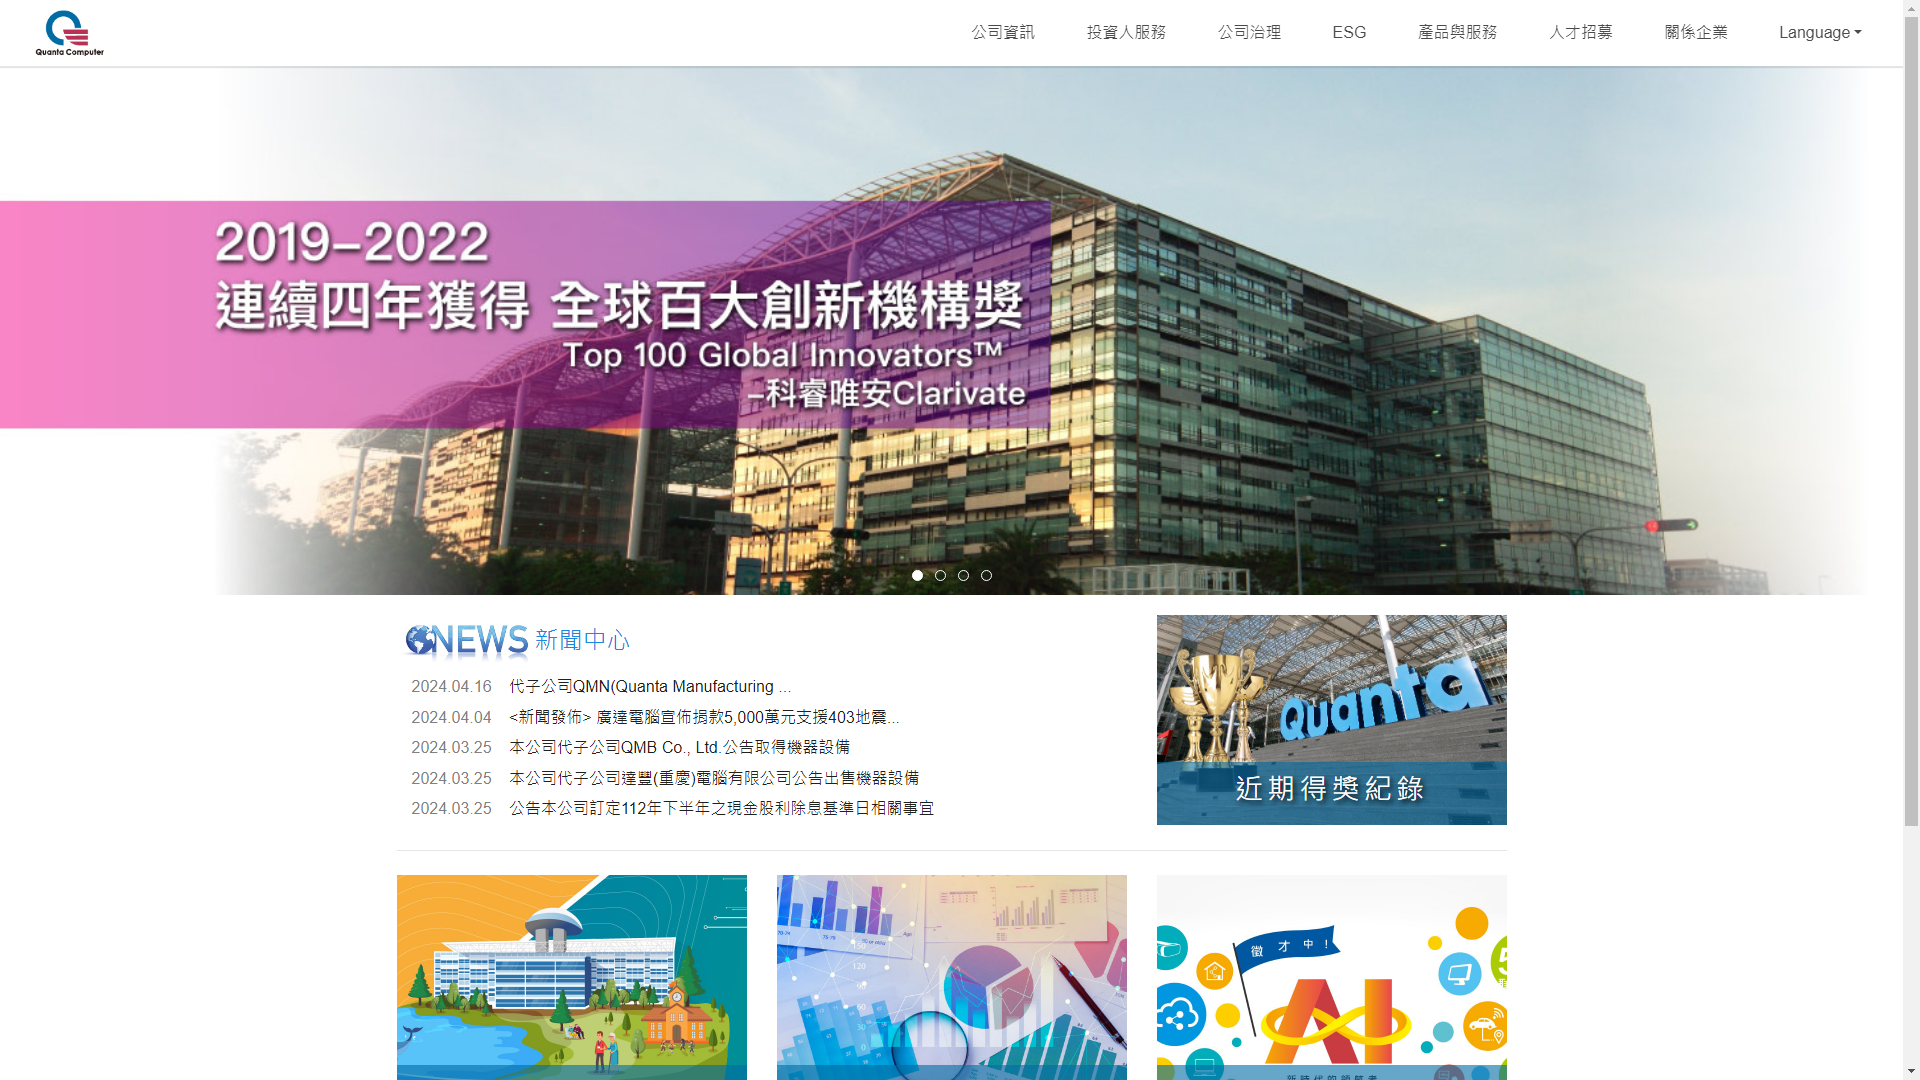 Quanta Computer
公司資訊
投資人服務
公司治理
ESG
產品與服務
人才招募
關係企業
Language
2019-2022
連續四年獲得 全球百大創新機構獎
Top 100 Global Innovators™
-科睿唯安Clarivate
NEWS 新聞中心
2024.04.16 代子公司QMN(Quanta Manufacturing ...
2024.04.04 <新聞發佈> 廣達電腦宣佈捐款5,000萬元支援403地震...
2024.03.25 本公司代子公司QMB Co., Ltd.公告取得機器設備
2024.03.25 本公司代子公司達豐(重慶)電腦有限公司公告出售機器設備
2024.03.25 公告本公司訂定112年下半年之現金股利除息基準日相關事宜
Quanta
近期得獎紀錄
徵才中!
AI